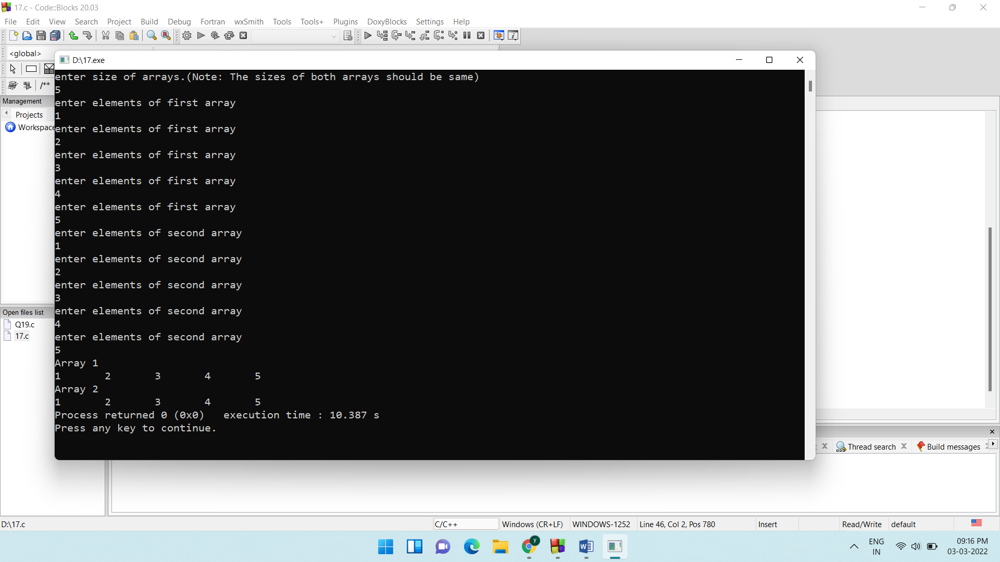 17.c - Code::Blocks 20.03
File Edit View Search Project Build Debug Fortran wxSmith Tools Tools+ Plugins DoxyBlocks Settings Help
<global>
D:\17.exe
/**
Management
Projects
Workspace
enter size of arrays.(Note: The sizes of both arrays should be same)
5
enter elements of first array
1
enter elements of first array
2
enter elements of first array
3
enter elements of first array
4
enter elements of first array
5
enter elements of second array
1
enter elements of second array
2
enter elements of second array
3
enter elements of second array
4
enter elements of second array
5
Array 1
1 2 3 4 5
Array 2
1 2 3 4 5
Process returned 0 (0x0) execution time : 10.387 s
Press any key to continue.
Open files list
Q19.c
17.c
Thread search
Build messages
D:\17.c C/C++ Windows (CR+LF) WINDOWS-1252 Line 46, Col 2, Pos 780 Insert Read/Write default
y
ENG
IN
09:16 PM
03-03-2022